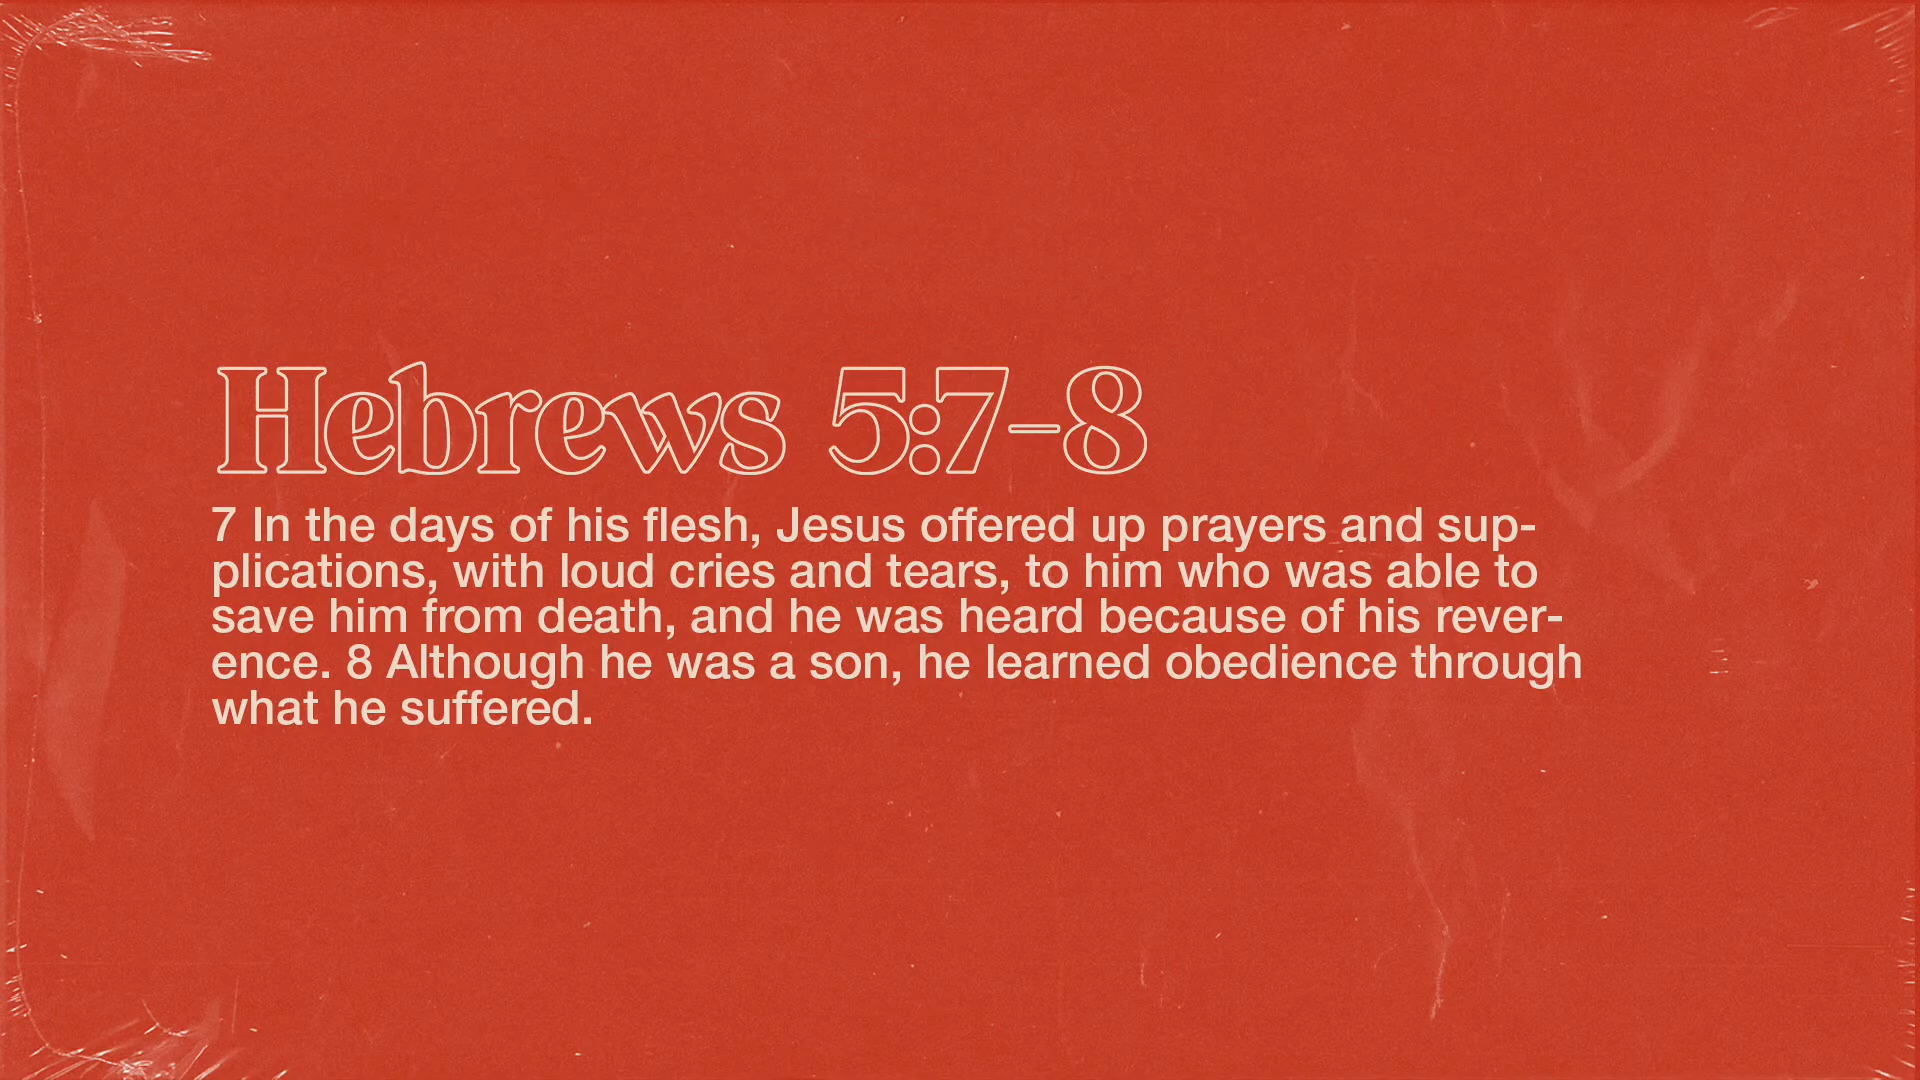 Hebrews 5:7–8
7 In the days of his flesh, Jesus offered up prayers and sup-
plications, with loud cries and tears, to him who was able to
save him from death, and he was heard because of his rever-
ence. 8 Although he was a son, he learned obedience through
what he suffered.